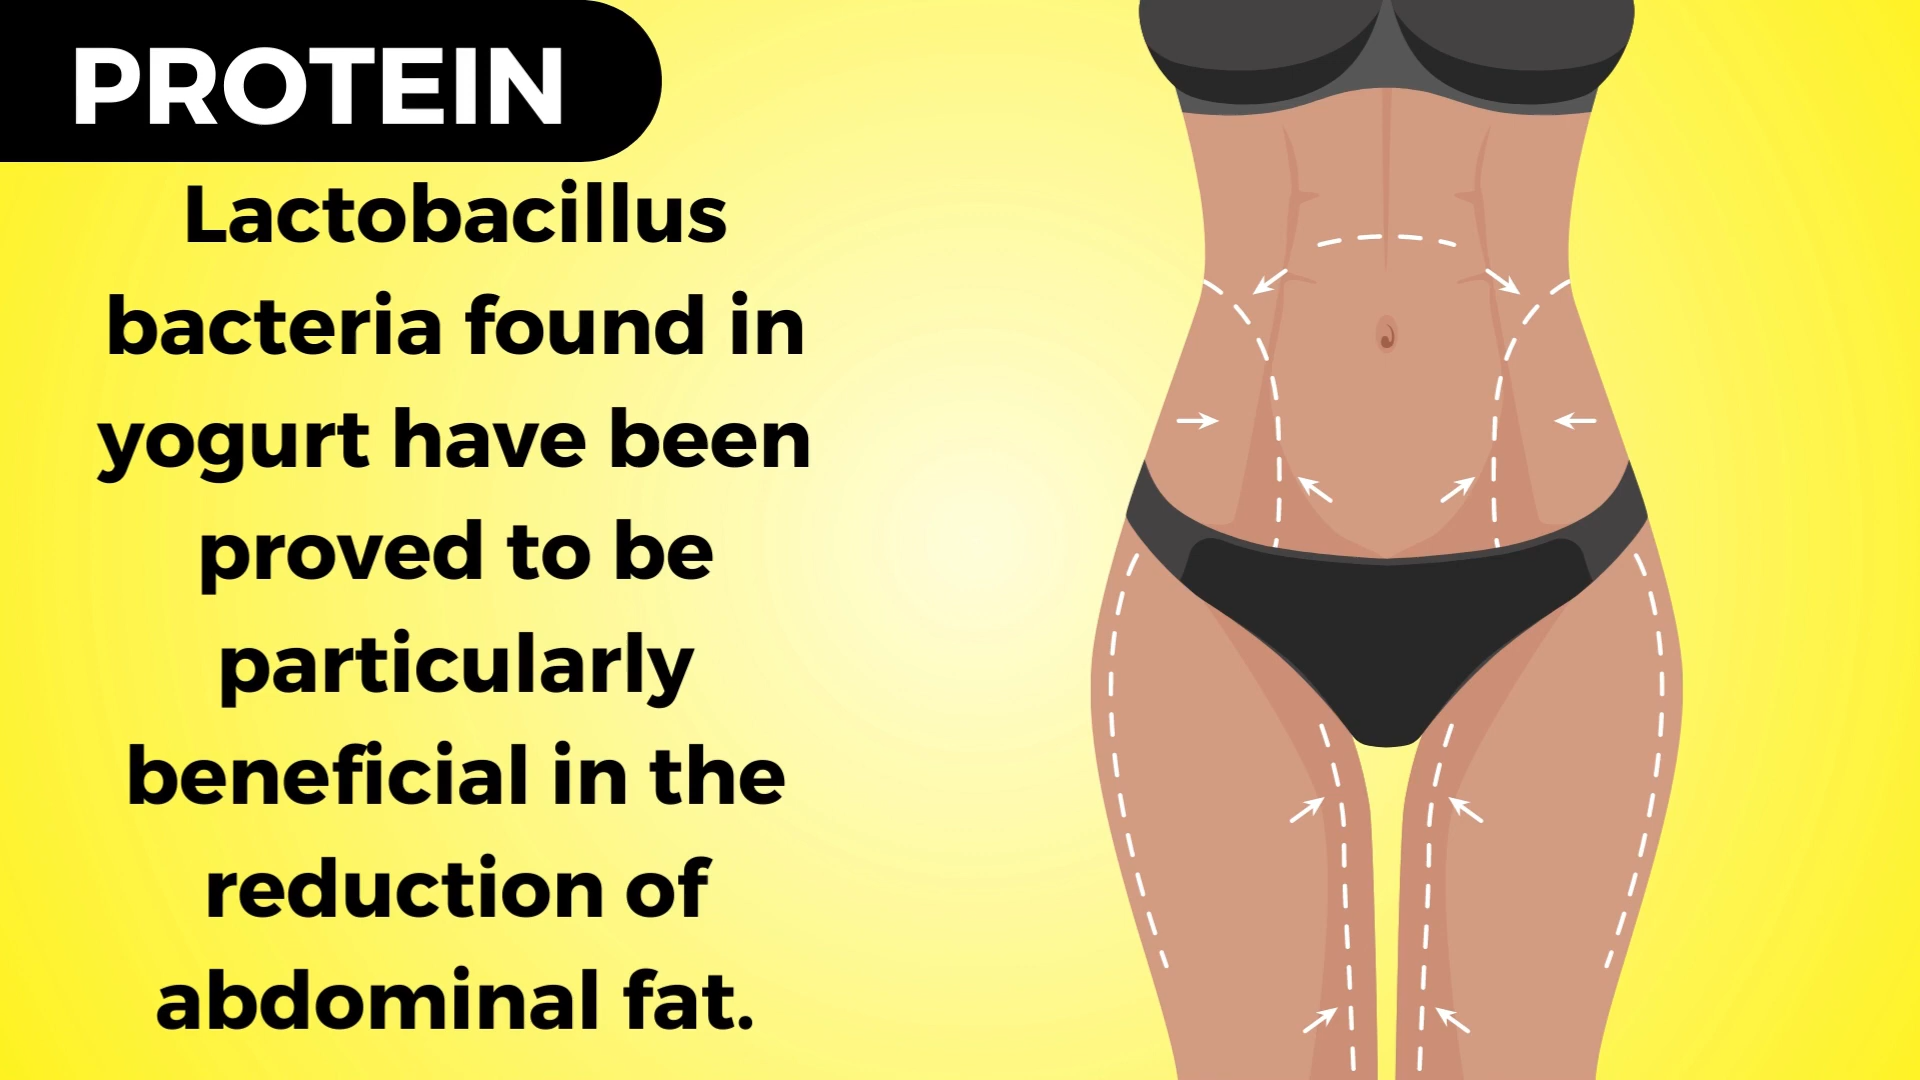 PROTEIN
Lactobacillus
bacteria found in
yogurt have been
proved to be
particularly
beneficial in the
reduction of
abdominal fat.